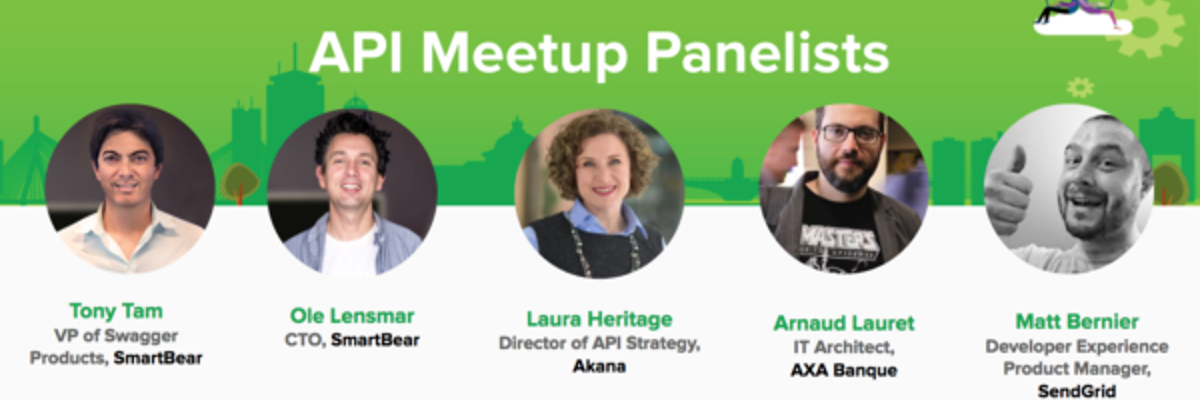 API Meetup Panelists
Tony Tam
VP of Swagger
Products, SmartBear
Ole Lensmar
CTO, SmartBear
Laura Heritage
Director of API Strategy,
Akana
MASTERS
Arnaud Lauret
IT Architect,
AXA Banque
Matt Bernier
Developer Experience
Product Manager,
SendGrid